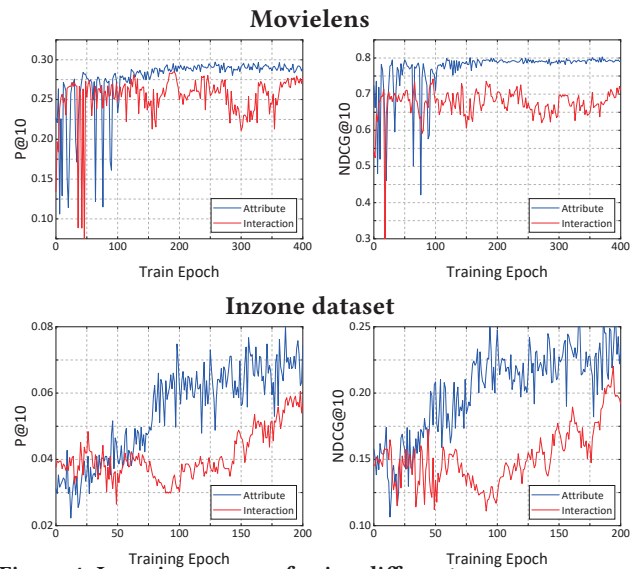 Movielens
P@10
0.30
0.25
0.20
0.15
0.10
0 100 200 300 400
Train Epoch
Attribute
Interaction
NDCG@10
0.8
0.7
0.6
0.5
0.4
0.3
0 100 200 300 400
Training Epoch
Attribute
Interaction
Inzone dataset
P@10
0.08
0.06
0.04
0.02
0 50 100 150 200
Training Epoch
Attribute
Interaction
NDCG@10
0.25
0.20
0.15
0.10
0 25 50 75 100 125 150 175 200
Training Epoch
Attribute
Interaction